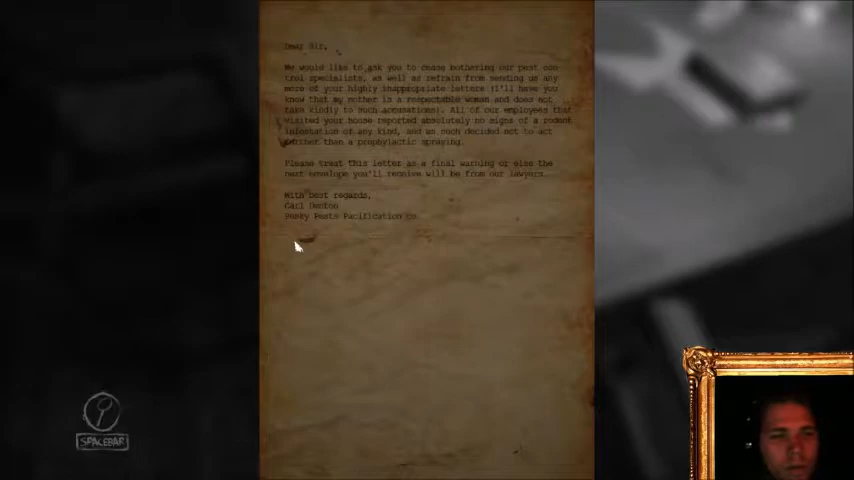 Dear Sir,
We would like to ask you to cease bothering our pest con
trol specialists, as well as refrain from sending us any
more of your highly inappropriate letters (I'll have you
know that my mother is a respectable woman and does not
take kindly to such accusations). All of our employees that
visited your house reported absolutely no signs of a rodent
infestation of any kind, and as such decided not to act
further than a prophylactic spraying.
Please treat this letter as a final warning or else the
next envelope you'll receive will be from our lawyers.
With best regards,
Carl Denton
Pesky Pests Pacification co.
SPACEBAR